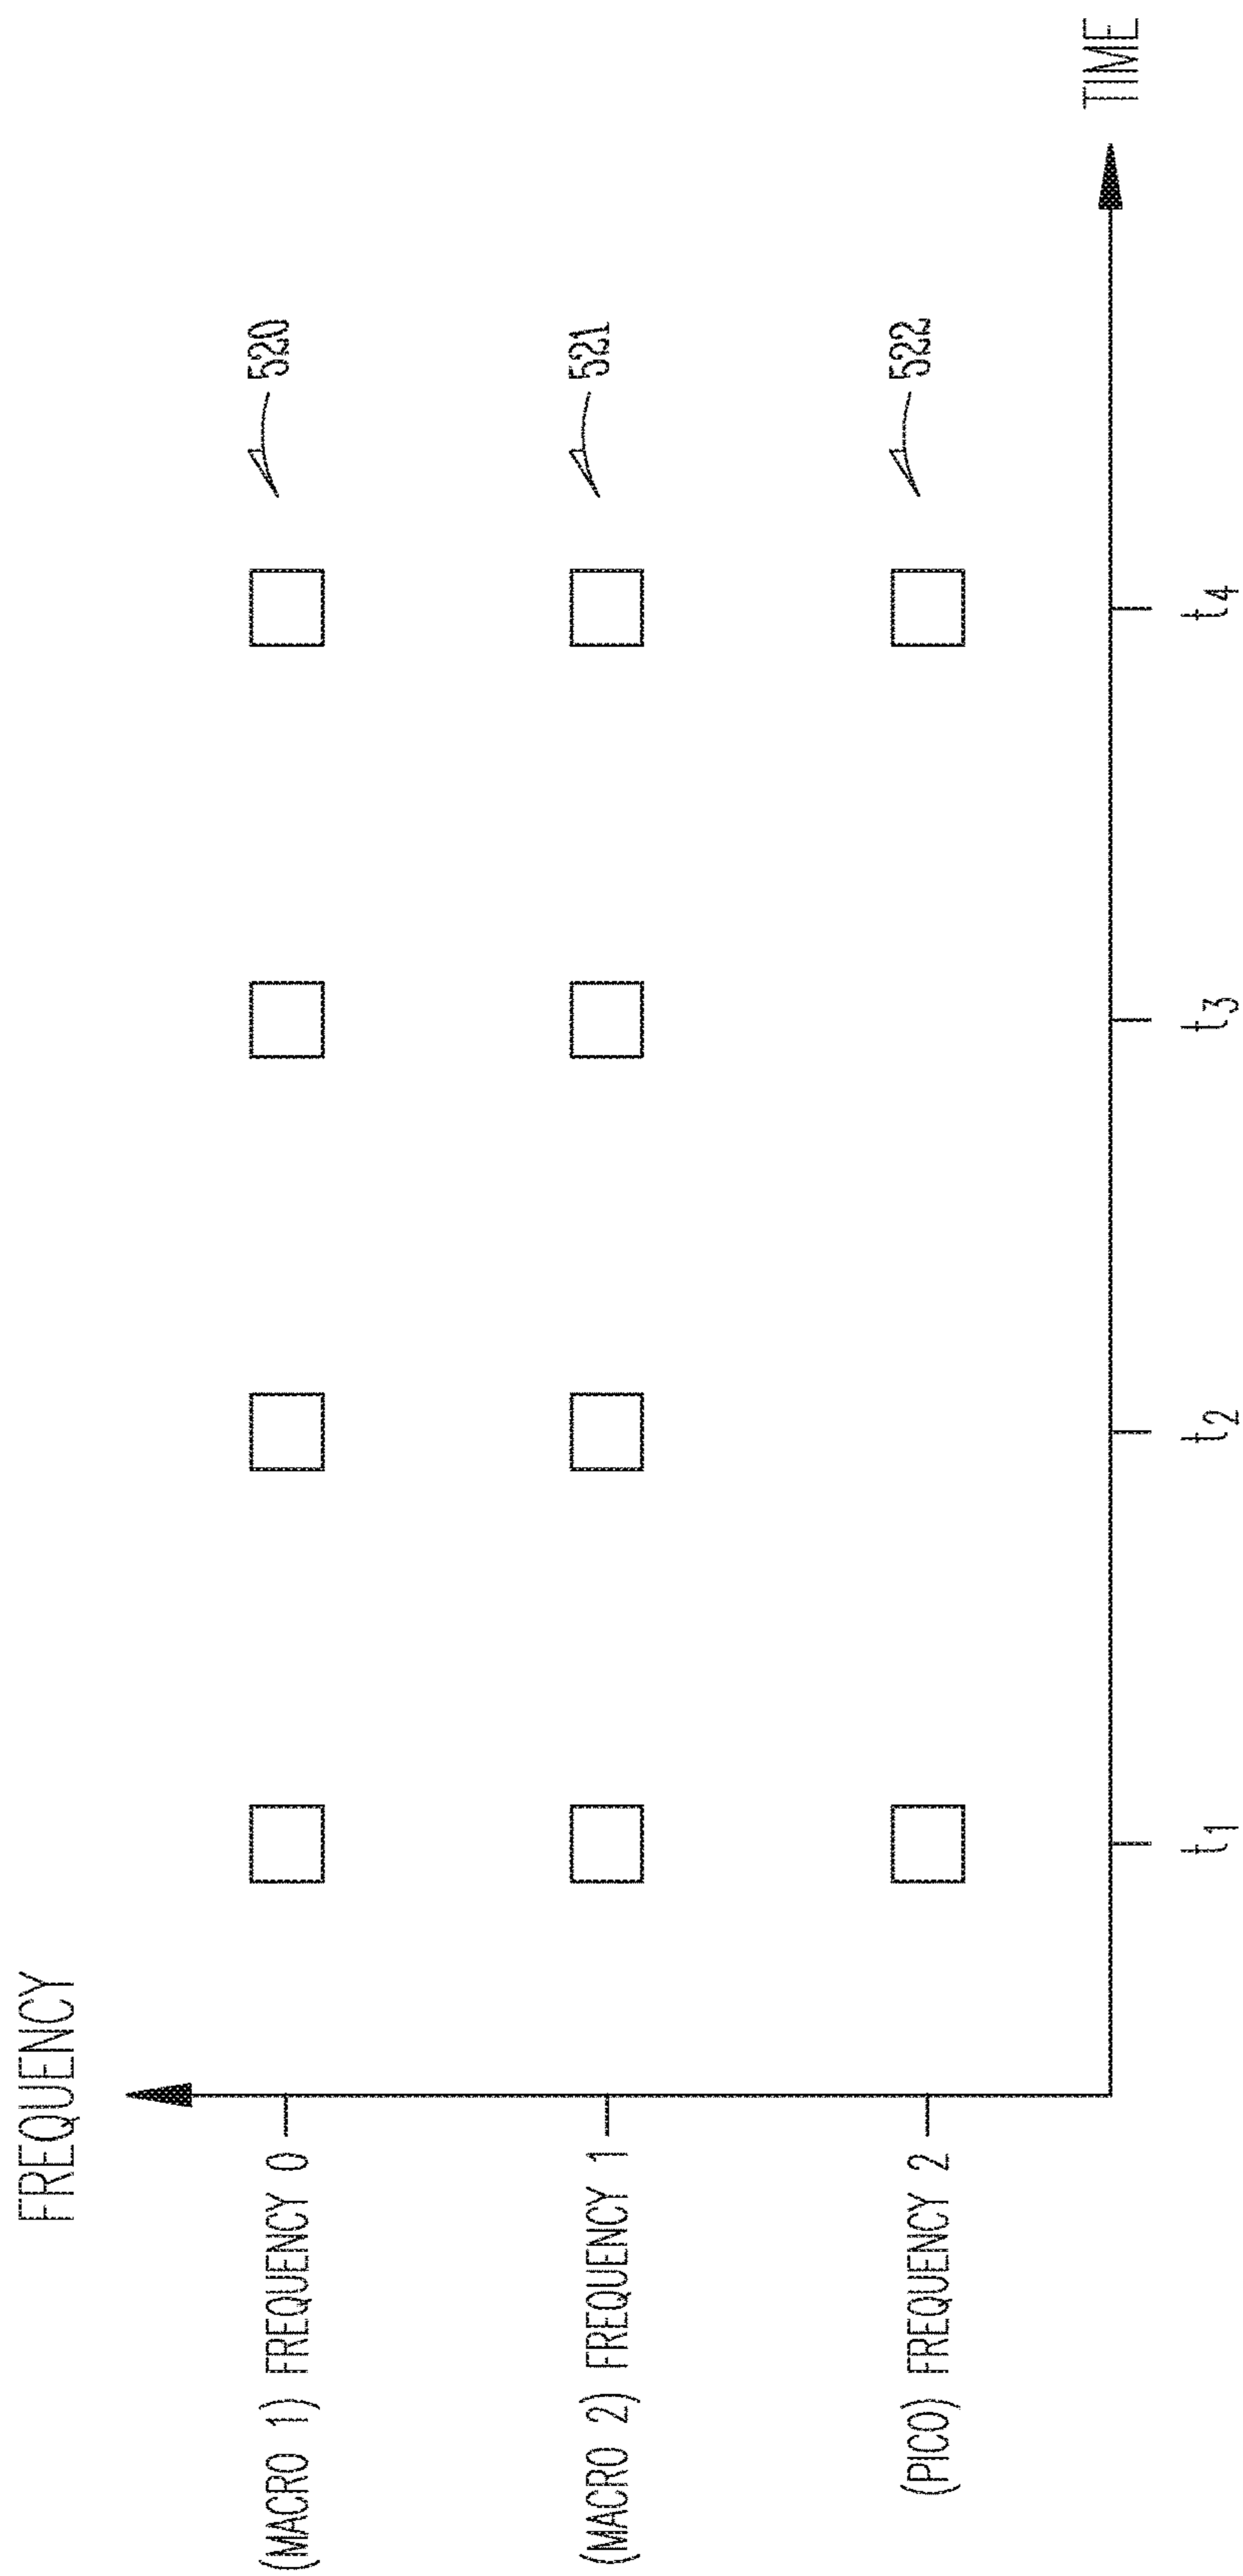 FREQUENCY
(MACRO 1) FREQUENCY 0
520
(MACRO 2) FREQUENCY 1
521
(PICO) FREQUENCY 2
522
TIME
t1
t2
t3
t4